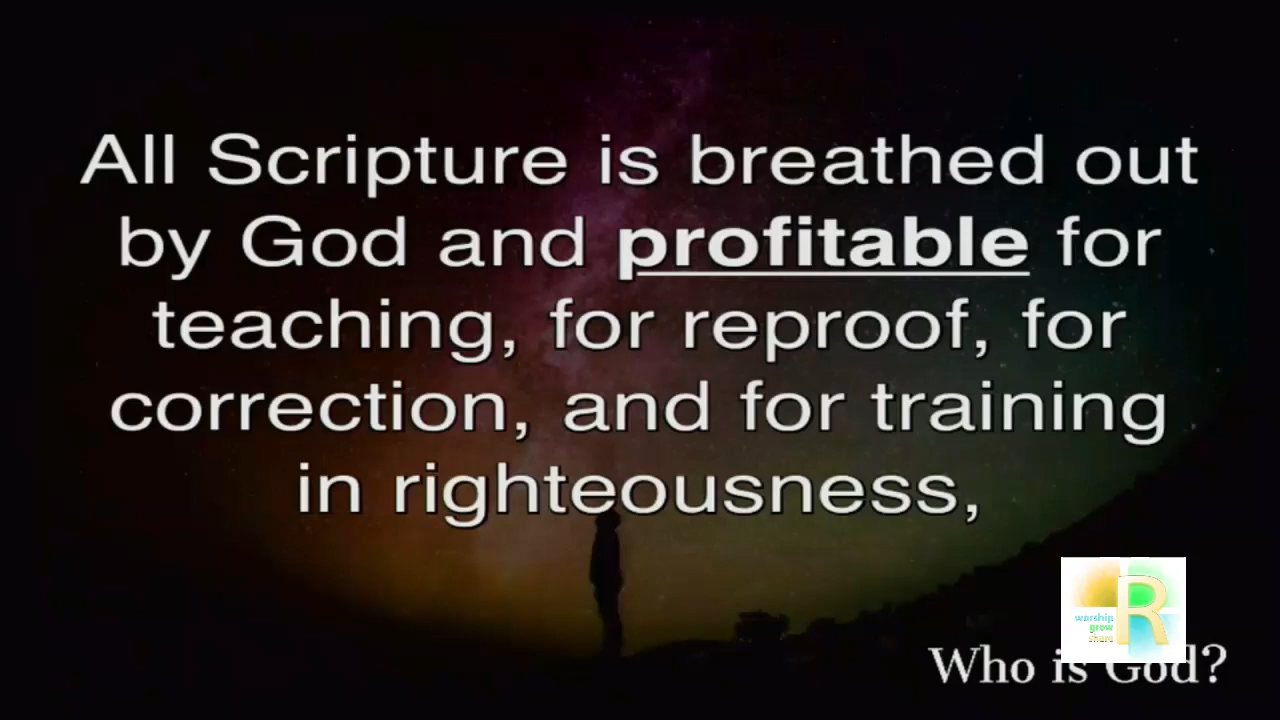 All Scripture is breathed out
by God and profitable for
teaching, for reproof, for
correction, and for training
in righteousness,
worship
grow
share
R
Who is God?